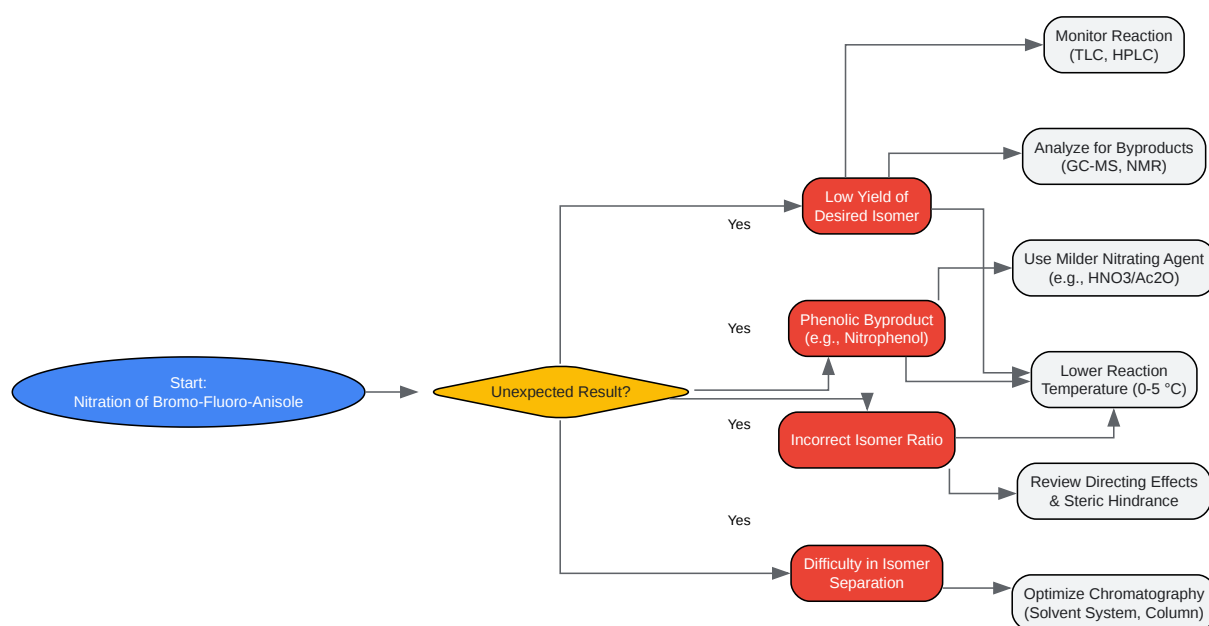 Start:
Nitration of Bromo-Fluoro-Anisole
Unexpected Result?
Yes
Yes
Yes
Yes
Low Yield of
Desired Isomer
Phenolic Byproduct
(e.g., Nitrophenol)
Incorrect Isomer Ratio
Difficulty in Isomer
Separation
Monitor Reaction
(TLC, HPLC)
Analyze for Byproducts
(GC-MS, NMR)
Use Milder Nitrating Agent
(e.g., HNO3/Ac2O)
Lower Reaction
Temperature (0-5 °C)
Review Directing Effects
& Steric Hindrance
Optimize Chromatography
(Solvent System, Column)